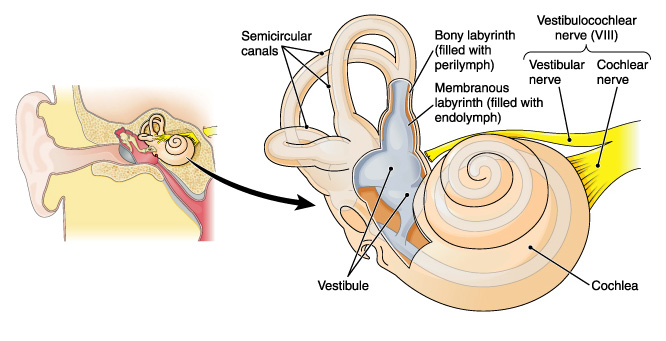 Vestibulocochlear
nerve (VIII)
Semicircular
canals
Bony labyrinth
(filled with
perilymph)
Vestibular
nerve
Cochlear
nerve
Membranous
labyrinth (filled with
endolymph)
Vestibule
Cochlea